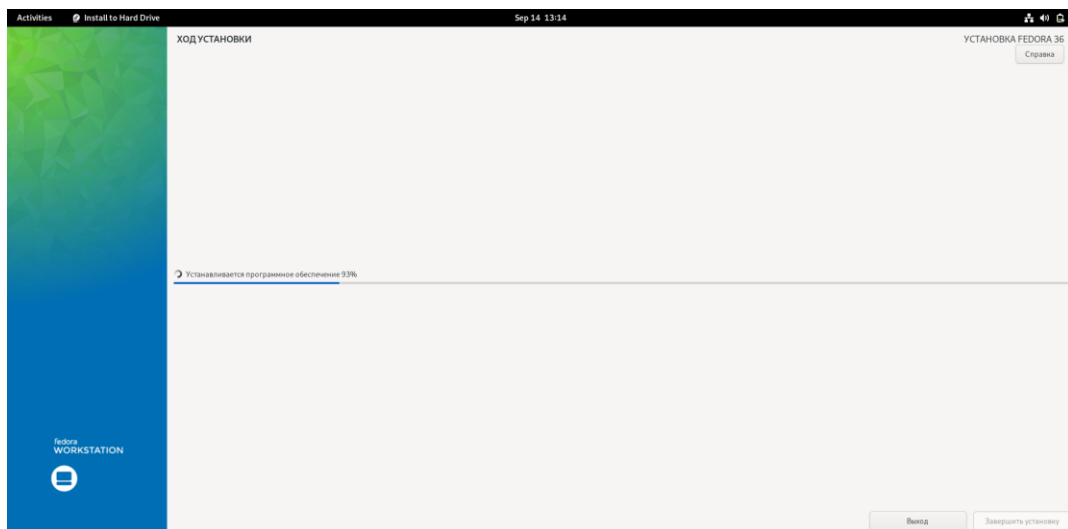 Activities Install to Hard Drive Sep 14 13:14
ХОД УСТАНОВКИ
УСТАНОВКА FEDORA 36
Справка
Устанавливается программное обеспечение 93%
fedora
WORKSTATION
Выход Завершить установку